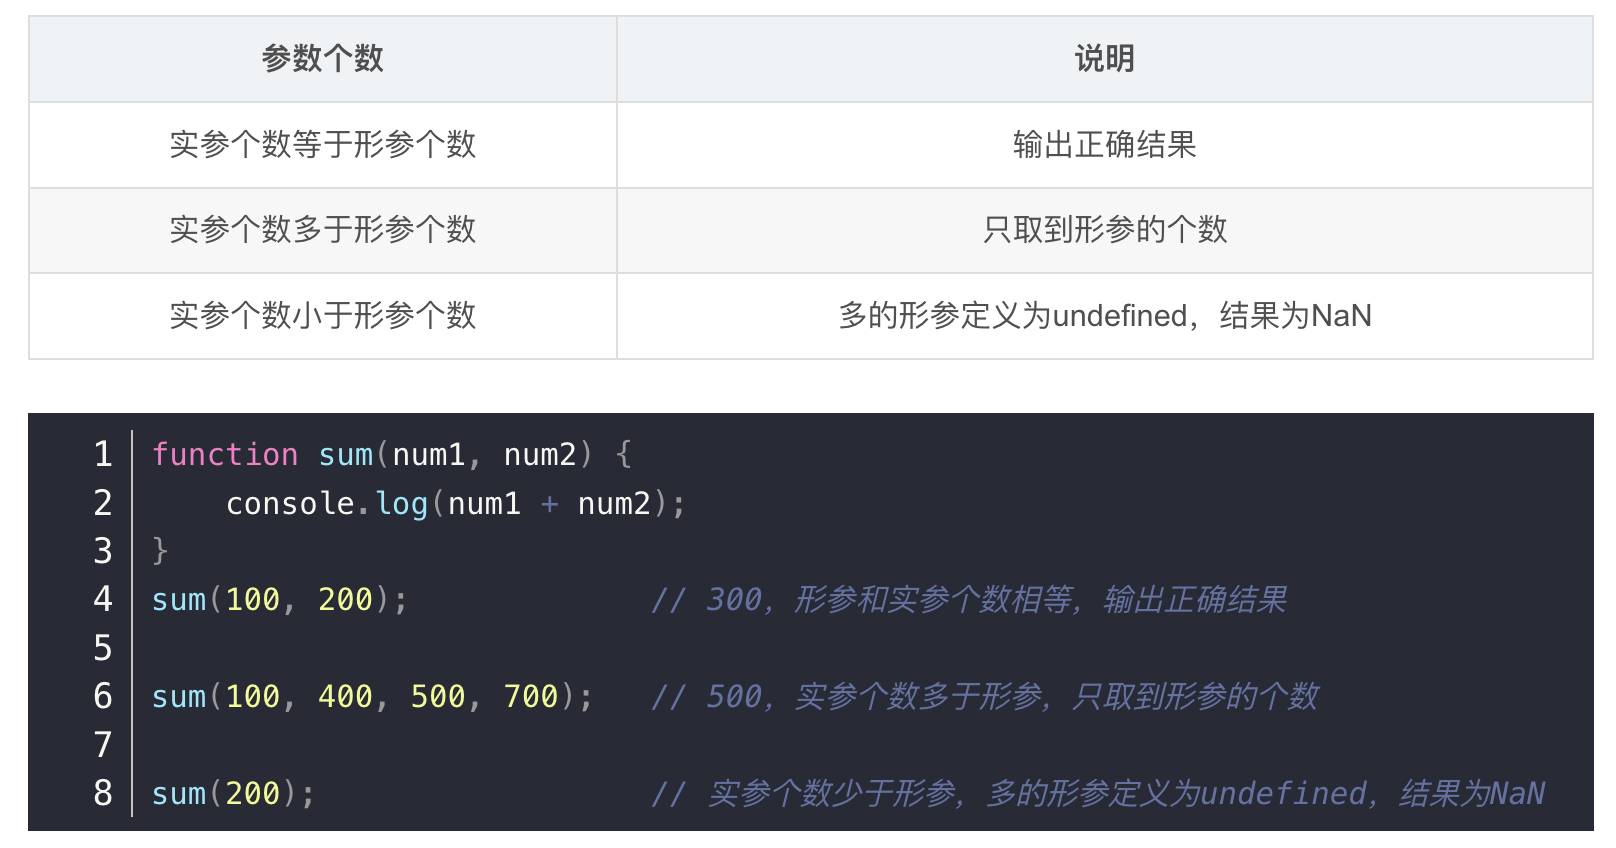 参数个数 说明
实参个数等于形参个数 输出正确结果
实参个数多于形参个数 只取到形参的个数
实参个数小于形参个数 多的形参定义为undefined，结果为NaN
1 function sum(num1, num2) {
2     console.log(num1 + num2);
3 }
4 sum(100, 200);             // 300，形参和实参个数相等，输出正确结果
5
6 sum(100, 400, 500, 700);   // 500，实参个数多于形参，只取到形参的个数
7
8 sum(200);                  // 实参个数少于形参，多的形参定义为undefined，结果为NaN